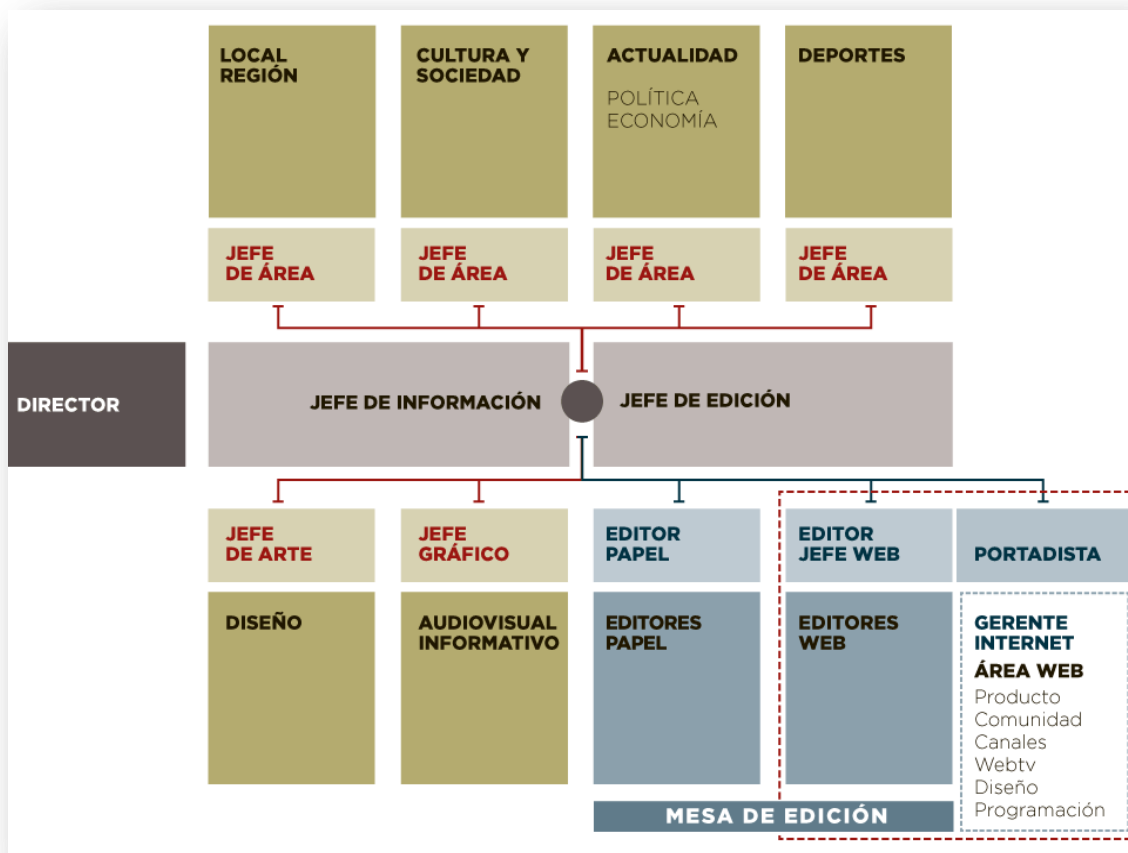 LOCAL
REGIÓN
CULTURA Y
SOCIEDAD
ACTUALIDAD
POLÍTICA
ECONOMÍA
DEPORTES
JEFE
DE ÁREA
JEFE
DE ÁREA
JEFE
DE ÁREA
JEFE
DE ÁREA
DIRECTOR
JEFE DE INFORMACIÓN
JEFE DE EDICIÓN
JEFE
DE ARTE
JEFE
GRÁFICO
EDITOR
PAPEL
EDITOR
JEFE WEB
PORTADISTA
DISEÑO
AUDIOVISUAL
INFORMATIVO
EDITORES
PAPEL
EDITORES
WEB
GERENTE
INTERNET
ÁREA WEB
Producto
Comunidad
Canales
Webtv
Diseño
Programación
MESA DE EDICIÓN